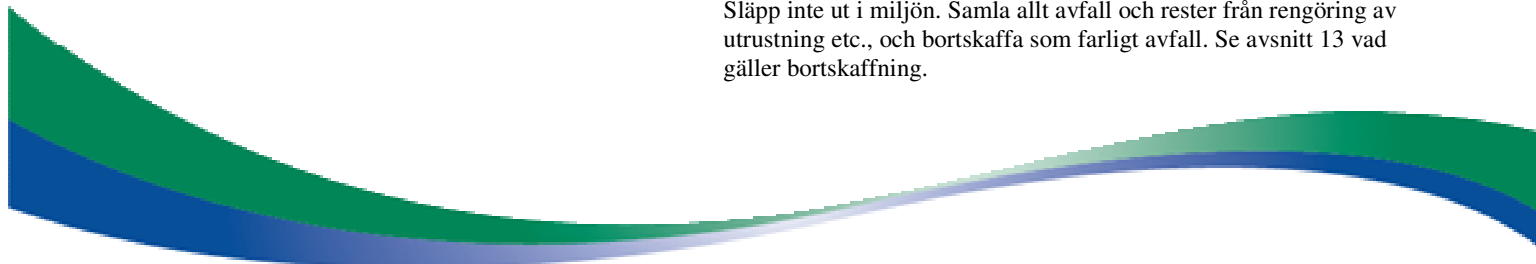 Släpp inte ut i miljön. Samla allt avfall och rester från rengöring av
utrustning etc., och bortskaffa som farligt avfall. Se avsnitt 13 vad
gäller bortskaffning.